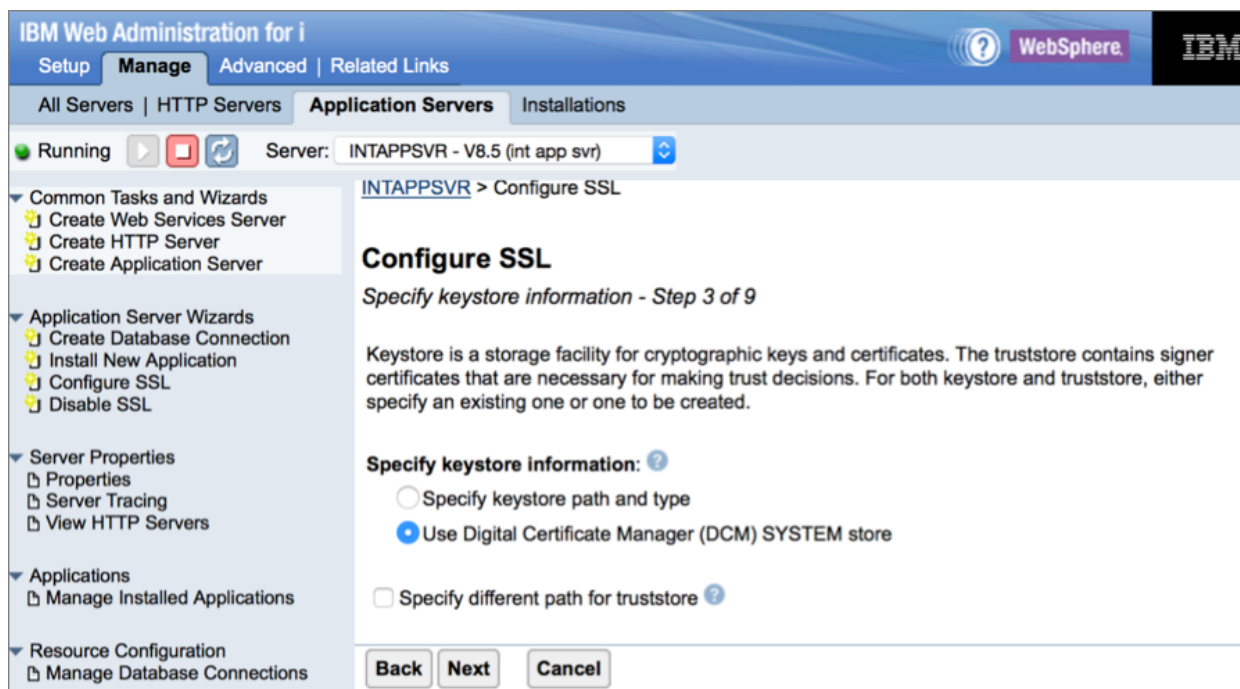 IBM Web Administration for i
WebSphere.
IBM
Setup Manage Advanced | Related Links
All Servers | HTTP Servers Application Servers Installations
Running Server: INTAPPSVR - V8.5 (int app svr)
Common Tasks and Wizards
Create Web Services Server
Create HTTP Server
Create Application Server
Application Server Wizards
Create Database Connection
Install New Application
Configure SSL
Disable SSL
Server Properties
Properties
Server Tracing
View HTTP Servers
Applications
Manage Installed Applications
Resource Configuration
Manage Database Connections
INTAPPSVR > Configure SSL
Configure SSL
Specify keystore information - Step 3 of 9
Keystore is a storage facility for cryptographic keys and certificates. The truststore contains signer
certificates that are necessary for making trust decisions. For both keystore and truststore, either
specify an existing one or one to be created.
Specify keystore information: ?
Specify keystore path and type
Use Digital Certificate Manager (DCM) SYSTEM store
Specify different path for truststore ?
Back Next Cancel